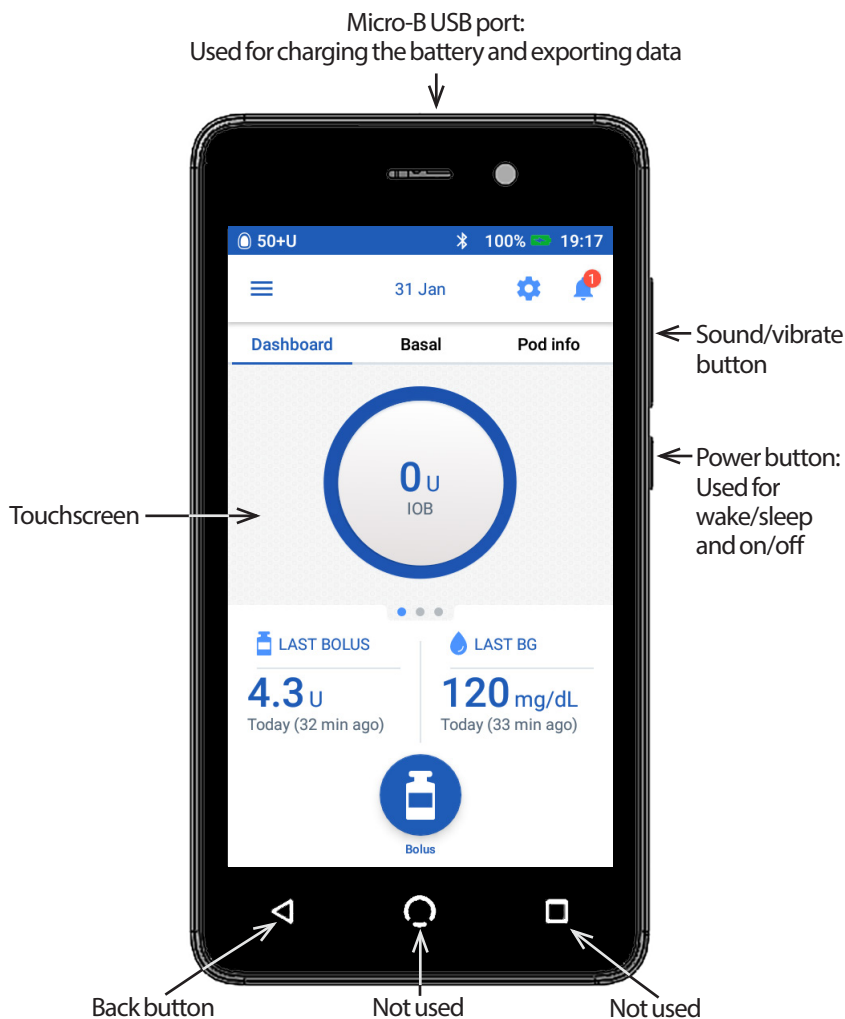 Micro-B USB port:
Used for charging the battery and exporting data
50+U 100% 19:17
31 Jan 1
Dashboard Basal Pod info
Sound/vibrate
button
0 U
IOB
Power button:
Used for
wake/sleep
and on/off
Touchscreen
LAST BOLUS LAST BG
4.3 U 120 mg/dL
Today (32 min ago) Today (33 min ago)
Bolus
Back button Not used Not used